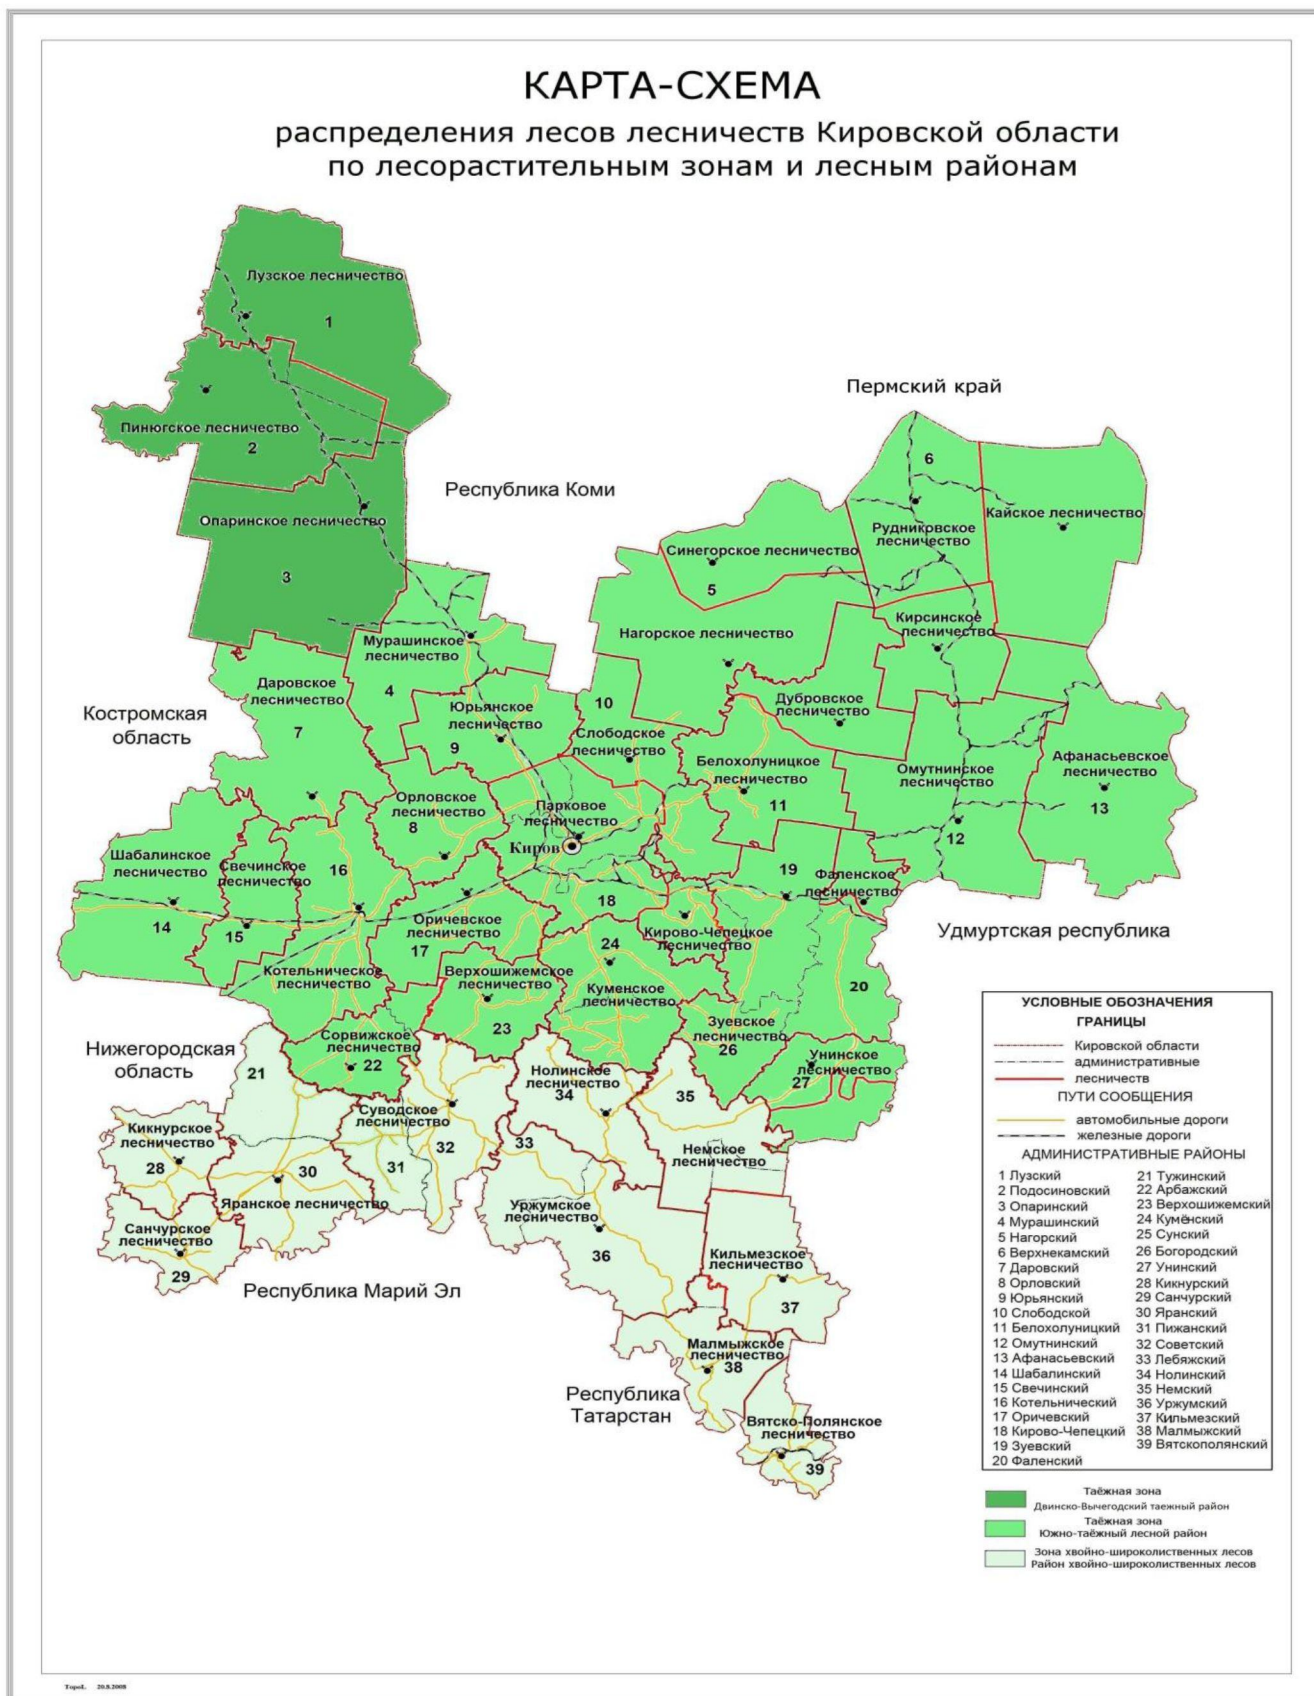 КАРТА-СХЕМА
распределения лесов лесничеств Кировской области
по лесорастительным зонам и лесным районам
Лузское лесничество
1
Пермский край
Пинюгское лесничество
2
6
Республика Коми
Опаринское лесничество
3
Рудниковское
лесничество
Кайское лесничество
Синегорское лесничество
5
Нагорское лесничество
Кирсинское
лесничество
Мурашинское
лесничество
4
Даровское
лесничество
7
Костромская
область
Юрьянское
лесничество
9
10
Слободское
лесничество
Дубровское
лесничество
Белохолуницкое
лесничество
11
Омутнинское
лесничество
12
Афанасьевское
лесничество
13
Орловское
лесничество
8
Парковое
лесничество
Киров
Шабалинское
лесничество
14
Свечинское
лесничество
15
16
19
Фаленское
лесничество
18
Оричевское
лесничество
17
Кирово-Чепецкое
лесничество
Удмуртская республика
Котельническое
лесничество
Верхошижемское
лесничество
23
24
Куменское
лесничество
20
Зуевское
лесничество
26
Нижегородская
область
Сорвижское
лесничество
22
21
Унинское
лесничество
27
Нолинское
лесничество
34
35
Суводское
лесничество
32
31
33
Кикнурское
лесничество
28
Немское
лесничество
30
Яранское лесничество
Уржумское
лесничество
36
Санчурское
лесничество
29
Республика Марий Эл
Кильмезское
лесничество
37
Малмыжское
лесничество
38
Республика
Татарстан
Вятско-Полянское
лесничество
39
УСЛОВНЫЕ ОБОЗНАЧЕНИЯ
ГРАНИЦЫ
Кировской области
административные
лесничеств
ПУТИ СООБЩЕНИЯ
автомобильные дороги
железные дороги
АДМИНИСТРАТИВНЫЕ РАЙОНЫ
1 Лузский
2 Подосиновский
3 Опаринский
4 Мурашинский
5 Нагорский
6 Верхнекамский
7 Даровский
8 Орловский
9 Юрьянский
10 Слободской
11 Белохолуницкий
12 Омутнинский
13 Афанасьевский
14 Шабалинский
15 Свечинский
16 Котельнический
17 Оричевский
18 Кирово-Чепецкий
19 Зуевский
20 Фаленский
21 Тужинский
22 Арбажский
23 Верхошижемский
24 Кумёнский
25 Сунский
26 Богородский
27 Унинский
28 Кикнурский
29 Санчурский
30 Яранский
31 Пижанский
32 Советский
33 Лебяжский
34 Нолинский
35 Немский
36 Уржумский
37 Кильмезский
38 Малмыжский
39 Вятскополянский
Таёжная зона
Двинско-Вычегодский таежный район
Таёжная зона
Южно-таёжный лесной район
Зона хвойно-широколиственных лесов
Район хвойно-широколиственных лесов
TopoL 20.8.2008